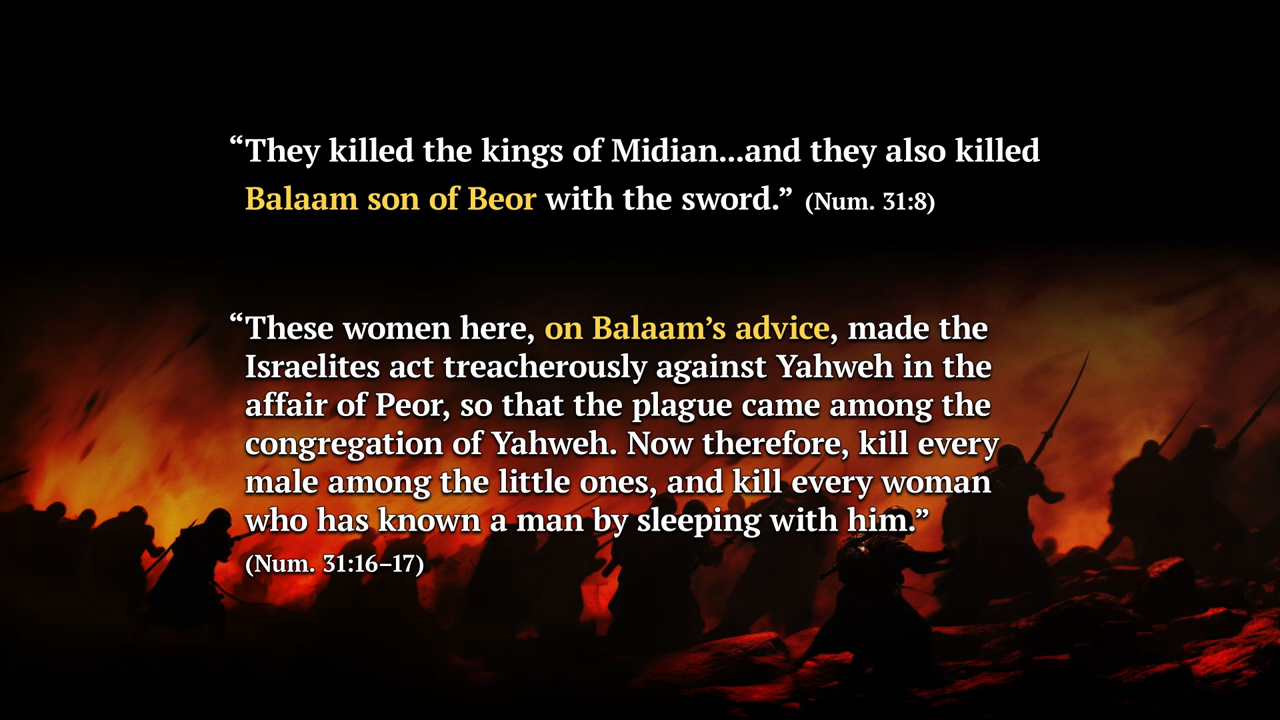 “They killed the kings of Midian...and they also killed
Balaam son of Beor with the sword.” (Num. 31:8)
“These women here, on Balaam’s advice, made the
Israelites act treacherously against Yahweh in the
affair of Peor, so that the plague came among the
congregation of Yahweh. Now therefore, kill every
male among the little ones, and kill every woman
who has known a man by sleeping with him.”
(Num. 31:16–17)